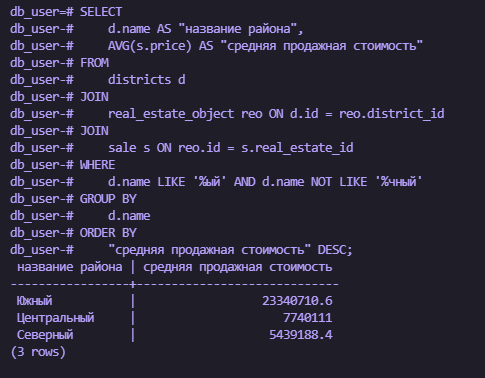 db_user=# SELECT
db_user-#     d.name AS "название района",
db_user-#     AVG(s.price) AS "средняя продажная стоимость"
db_user-# FROM
db_user-#     districts d
db_user-# JOIN
db_user-#     real_estate_object reo ON d.id = reo.district_id
db_user-# JOIN
db_user-#     sale s ON reo.id = s.real_estate_id
db_user-# WHERE
db_user-#     d.name LIKE '%ый' AND d.name NOT LIKE '%чный'
db_user-# GROUP BY
db_user-#     d.name
db_user-# ORDER BY
db_user-#     "средняя продажная стоимость" DESC;
 название района | средняя продажная стоимость
-----------------+-----------------------------
 Южный           |                  23340710.6
 Центральный     |                     7740111
 Северный        |                   5439188.4
(3 rows)